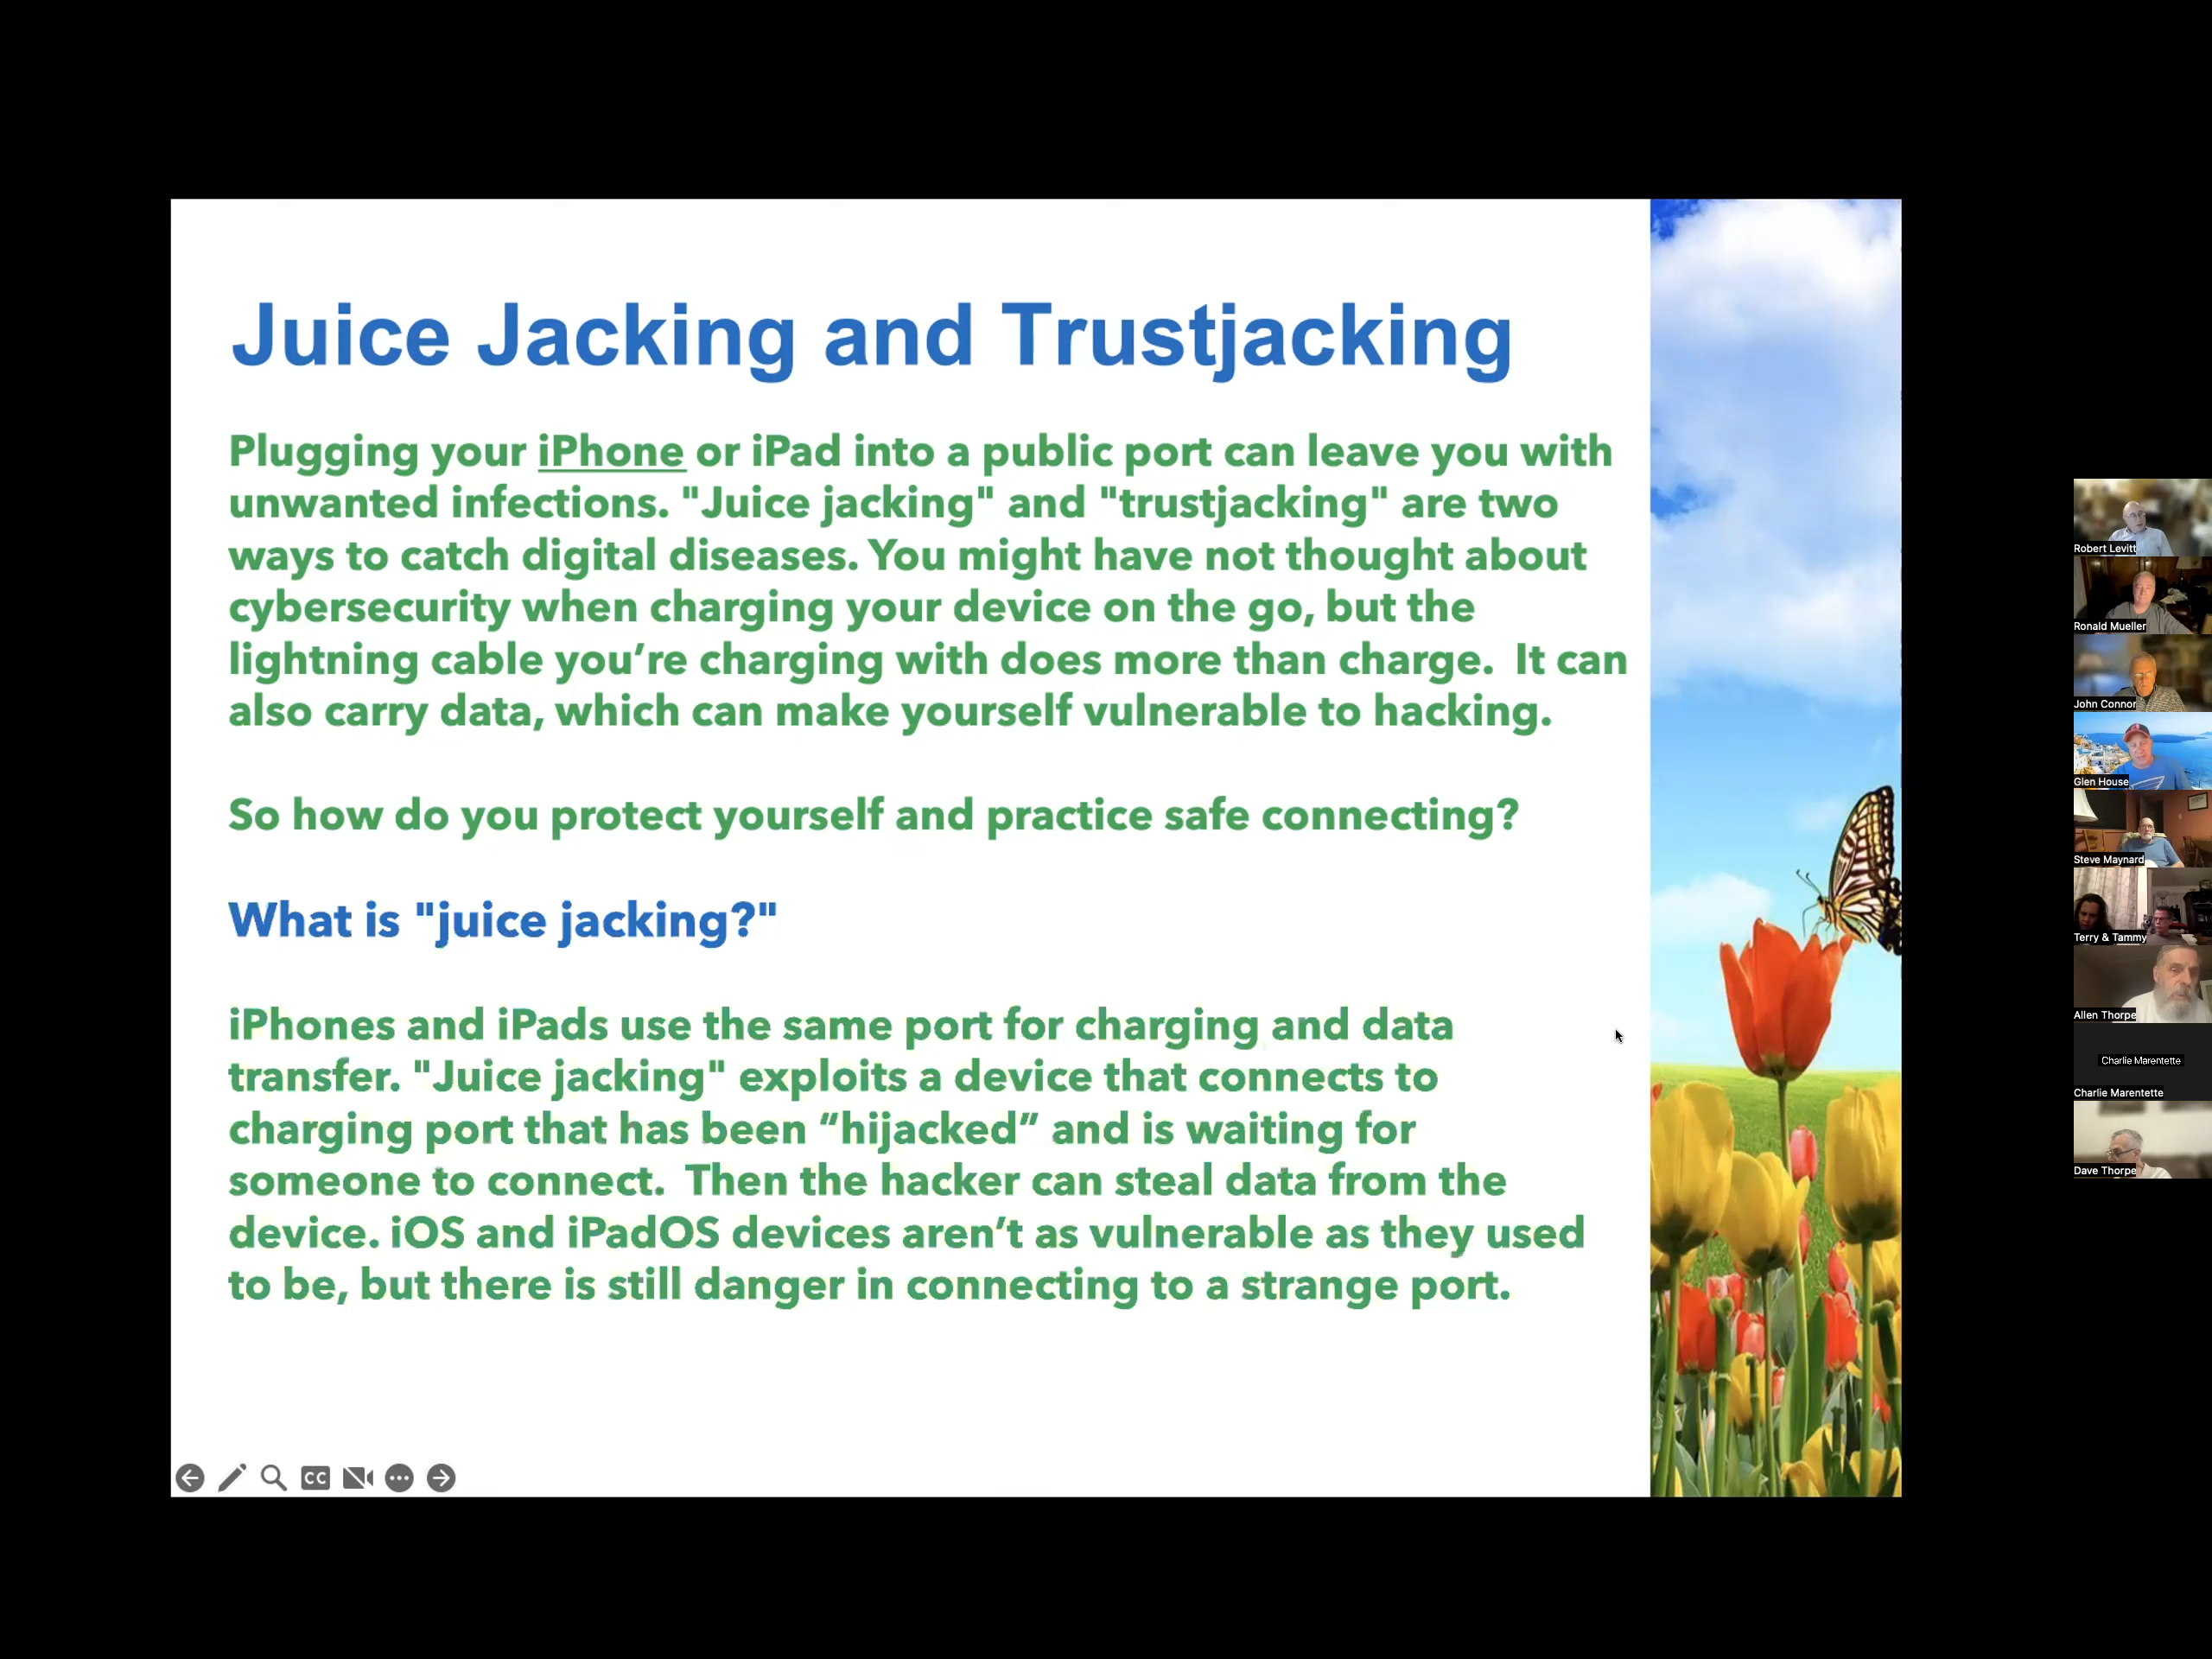 Juice Jacking and Trustjacking
Plugging your iPhone or iPad into a public port can leave you with
unwanted infections. "Juice jacking" and "trustjacking" are two
ways to catch digital diseases. You might have not thought about
cybersecurity when charging your device on the go, but the
lightning cable you’re charging with does more than charge.  It can
also carry data, which can make yourself vulnerable to hacking.
So how do you protect yourself and practice safe connecting?
What is "juice jacking?"
iPhones and iPads use the same port for charging and data
transfer. "Juice jacking" exploits a device that connects to
charging port that has been “hijacked” and is waiting for
someone to connect.  Then the hacker can steal data from the
device. iOS and iPadOS devices aren’t as vulnerable as they used
to be, but there is still danger in connecting to a strange port.
CC
Robert Levitt
Ronald Mueller
John Connor
Glen House
Steve Maynard
Terry & Tammy
Allen Thorpe
Charlie Marentette
Charlie Marentette
Dave Thorpe